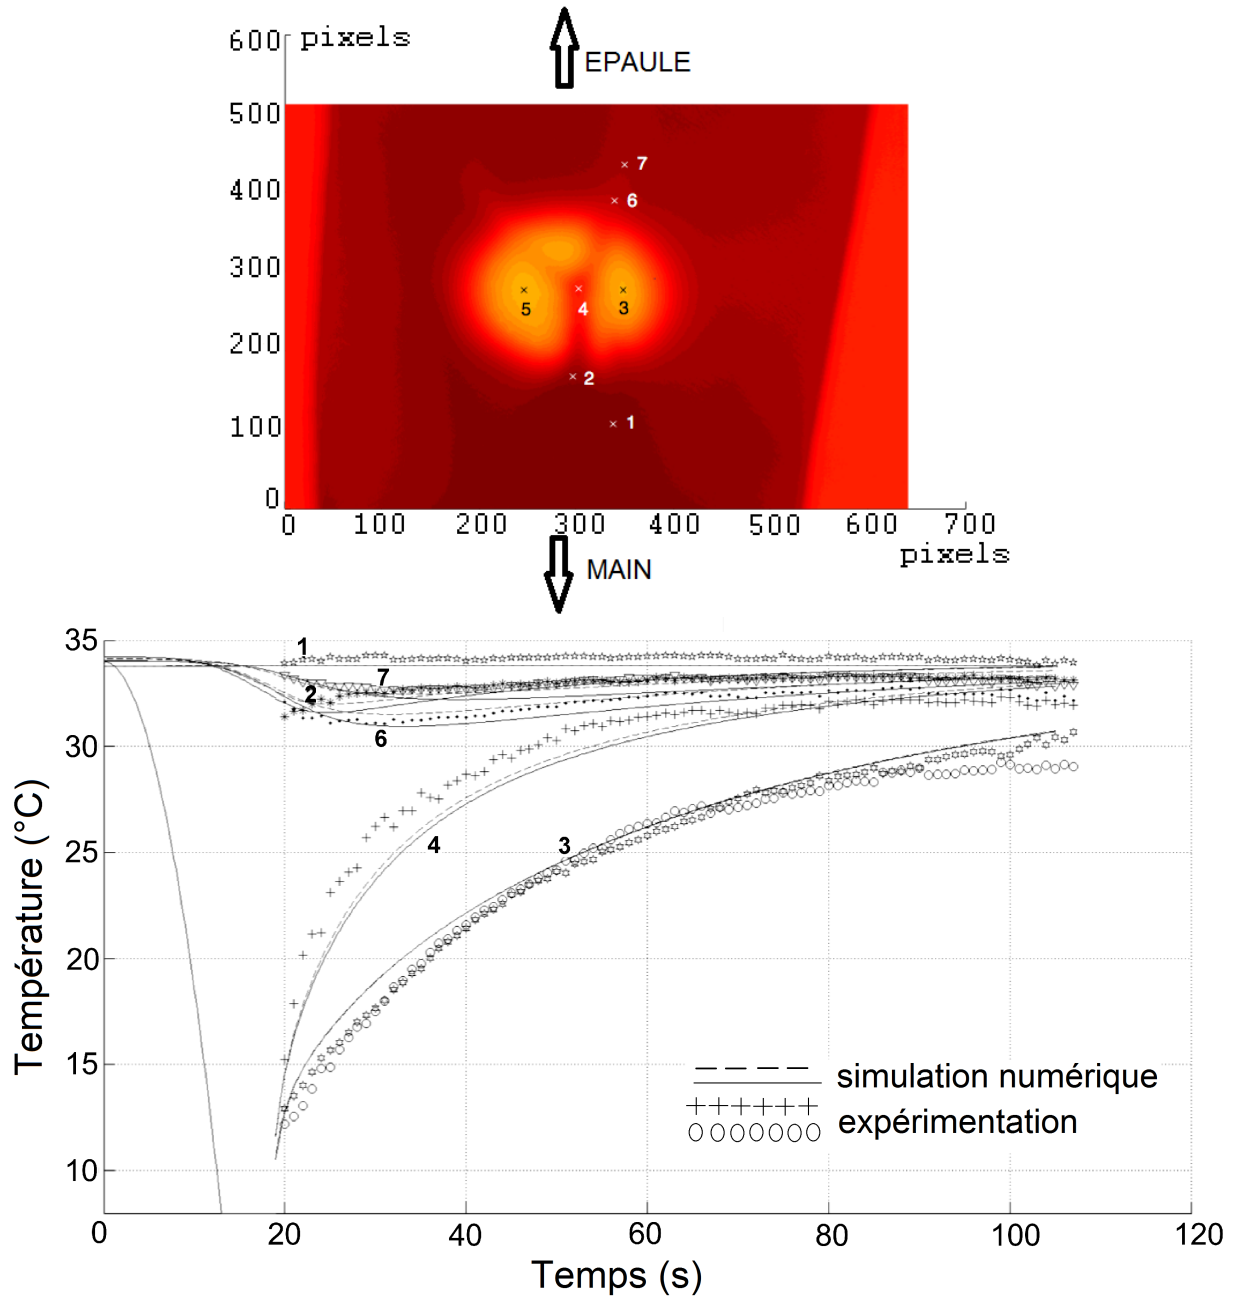 600 pixels
EPAULE
500
7
400
6
300
5 4 3
200
2
1
100
0
0 100 200 300 400 500 600 700
pixels
MAIN
35
1
7
2
6
30
4
3
25
20
15
simulation numérique
expérimentation
10
0 20 40 60 80 100 120
Température (°C)
Temps (s)